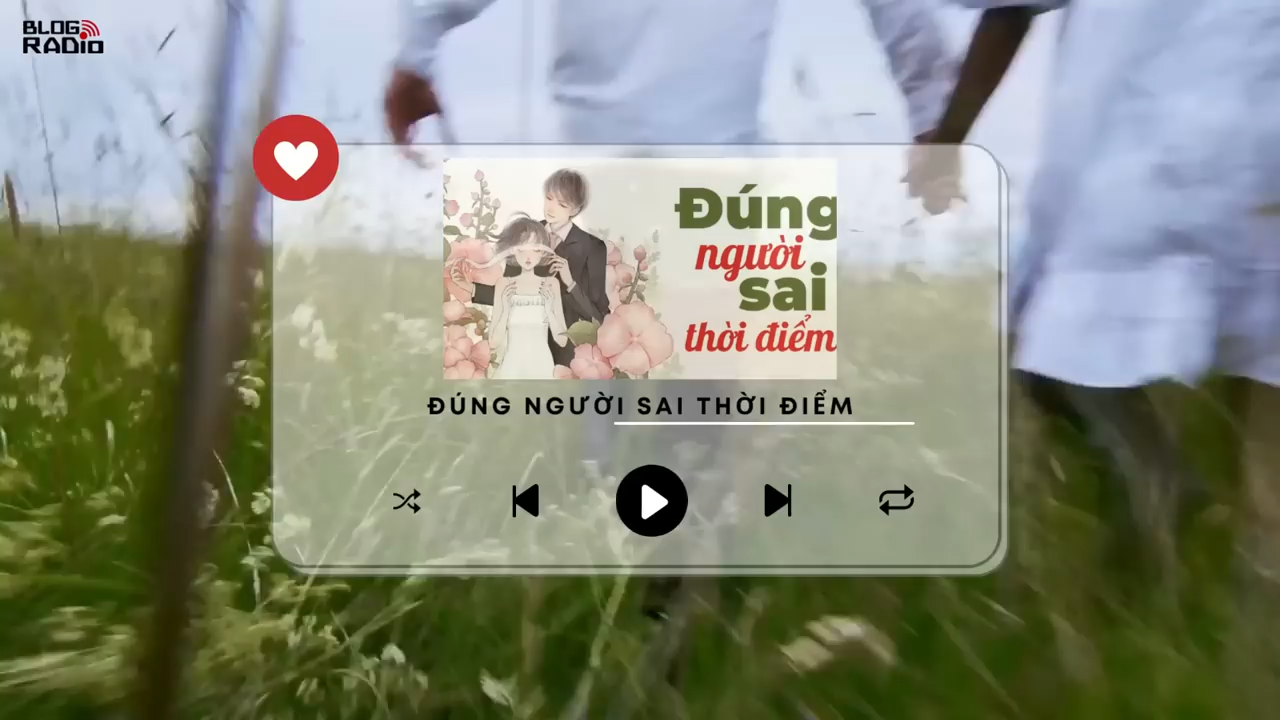 BLOG
RADIO
Đúng
người
sai
thời điểm
ĐÚNG NGƯỜI SAI THỜI ĐIỂM